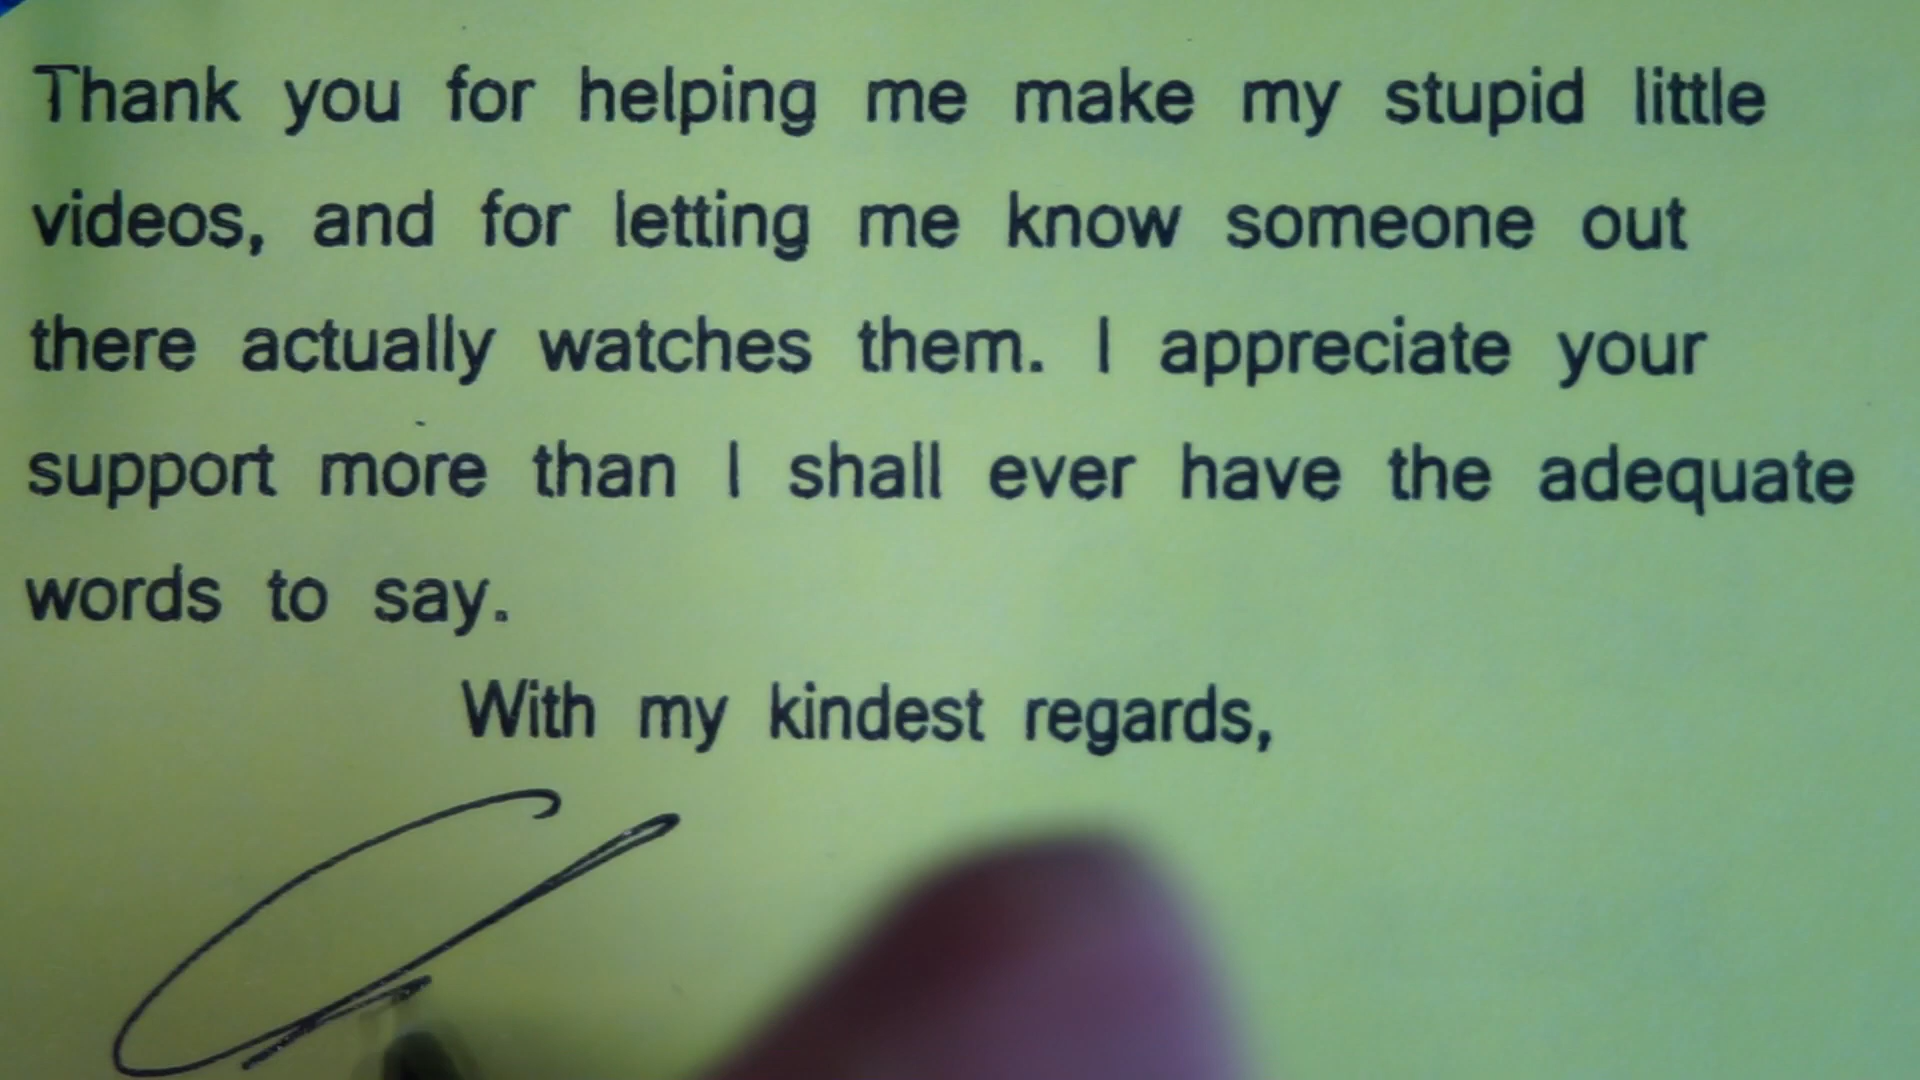 Thank you for helping me make my stupid little
videos, and for letting me know someone out
there actually watches them. I appreciate your
support more than I shall ever have the adequate
words to say.
With my kindest regards,